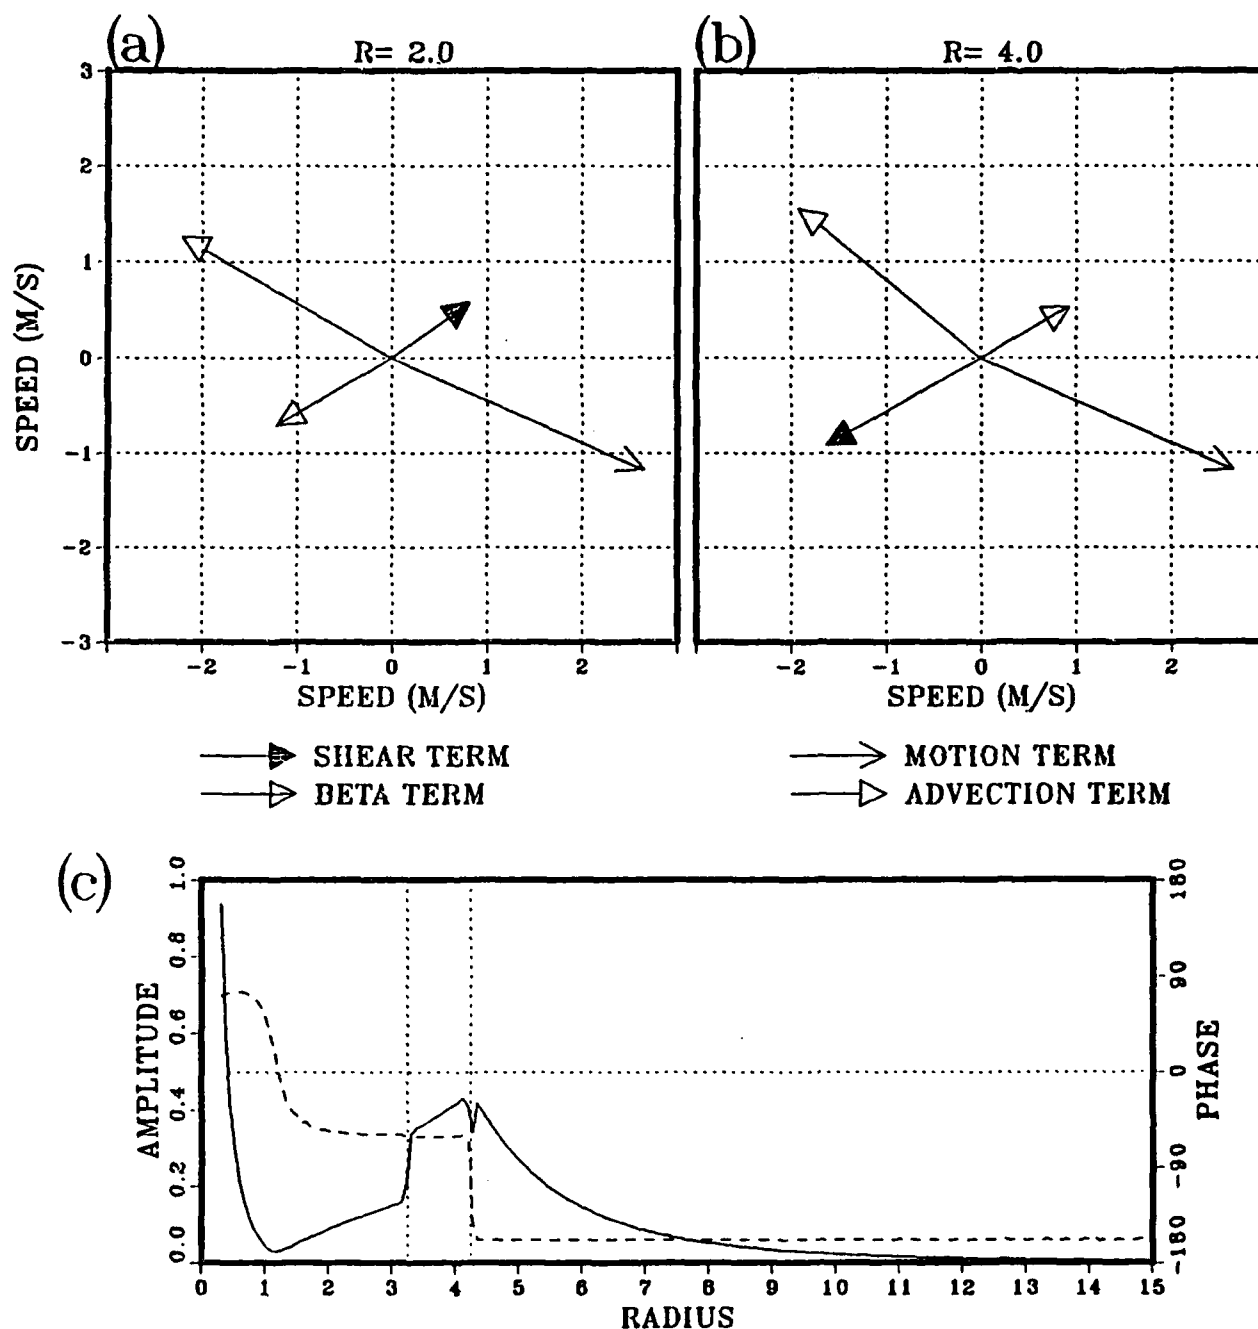 (a) R= 2.0
(b) R= 4.0
SPEED (M/S)
3
2
1
0
-1
-2
-3
-2 -1 0 1 2
-2 -1 0 1 2
SPEED (M/S)
SPEED (M/S)
SHEAR TERM
BETA TERM
MOTION TERM
ADVECTION TERM
(c)
AMPLITUDE
1.0
0.8
0.6
0.4
0.2
0.0
180
90
0
-90
-180
PHASE
0 1 2 3 4 5 6 7 8 9 10 11 12 13 14 15
RADIUS